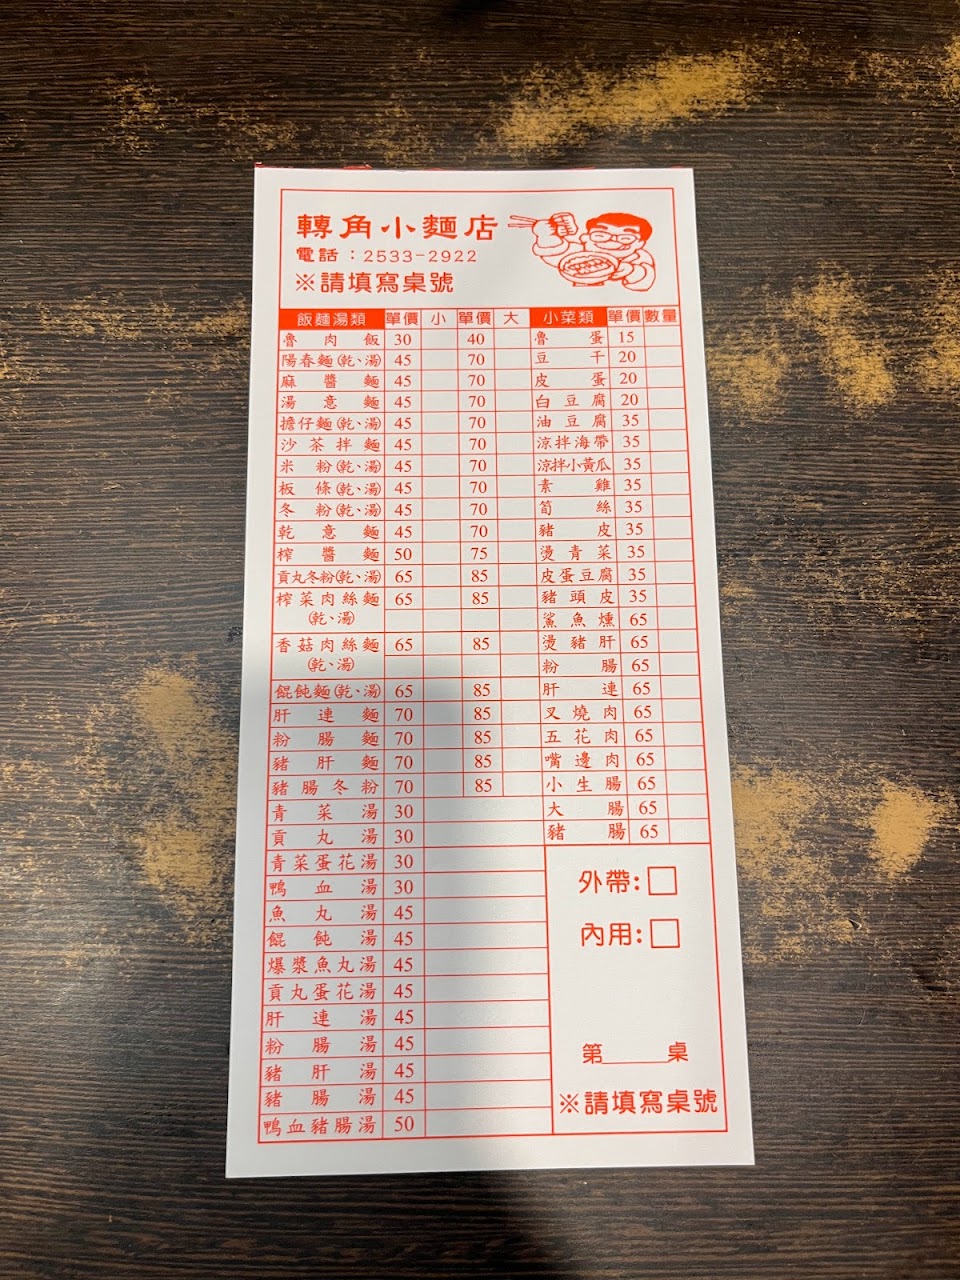 轉角小麵店
電話：2533-2922
※請填寫桌號
飯麵湯類 單價 小 單價 大
魯肉飯 30 40
陽春麵(乾、湯) 45 70
麻醬麵 45 70
湯意麵 45 70
擔仔麵(乾、湯) 45 70
沙茶拌麵 45 70
米粉(乾、湯) 45 70
板條(乾、湯) 45 70
冬粉(乾、湯) 45 70
乾意麵 45 70
榨醬麵 50 75
貢丸冬粉(乾、湯) 65 85
榨菜肉絲麵 65 85
(乾、湯)
香菇肉絲麵 65 85
(乾、湯)
餛飩麵(乾、湯) 65 85
肝連麵 70 85
粉腸麵 70 85
豬肝麵 70 85
豬腸冬粉 70 85
青菜湯 30
貢丸湯 30
青菜蛋花湯 30
鴨血湯 30
魚丸湯 45
餛飩湯 45
爆漿魚丸湯 45
貢丸蛋花湯 45
肝連湯 45
粉腸湯 45
豬肝湯 45
豬腸湯 45
鴨血豬腸湯 50
小菜類 單價 數量
魯蛋 15
豆干 20
皮蛋 20
白豆腐 20
油豆腐 35
涼拌海帶 35
涼拌小黃瓜 35
素雞 35
筍絲 35
豬皮 35
燙青菜 35
皮蛋豆腐 35
豬頭皮 35
鯊魚燻 65
燙豬肝 65
粉腸 65
肝連 65
叉燒肉 65
五花肉 65
嘴邊肉 65
小生腸 65
大腸 65
豬腸 65
外帶:□
內用:□
第____桌
※請填寫桌號